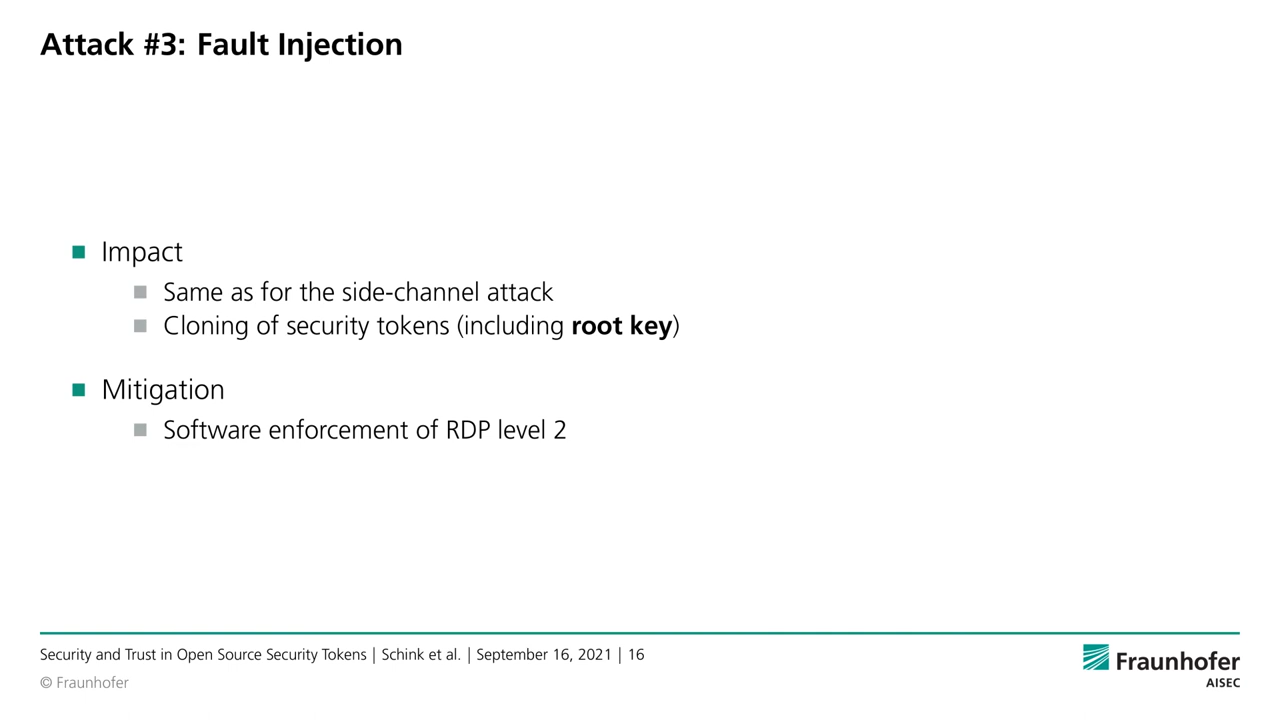 Attack #3: Fault Injection
Impact
Same as for the side-channel attack
Cloning of security tokens (including root key)
Mitigation
Software enforcement of RDP level 2
Security and Trust in Open Source Security Tokens | Schink et al. | September 16, 2021 | 16
© Fraunhofer
Fraunhofer
AISEC